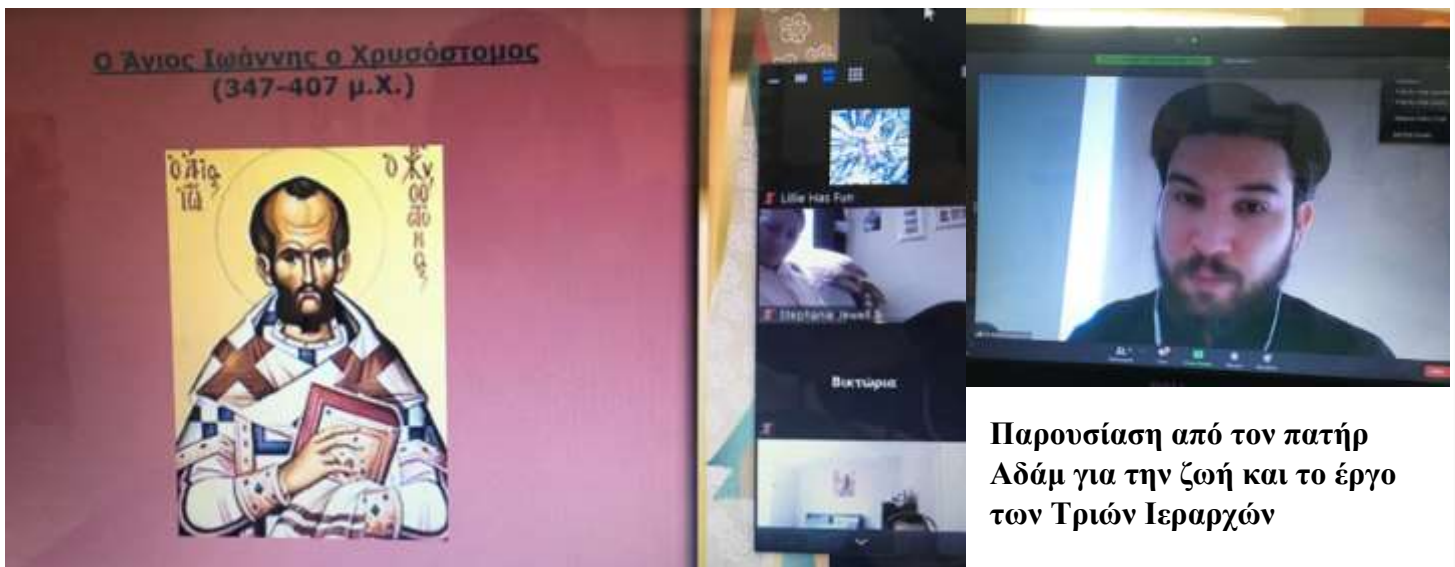 Ο Άγιος Ιωάννης ο Χρυσόστομος
(347-407 μ.Χ.)
Lillie Has Fun
Stephanie Jewell
Βικτώρια
Παρουσίαση από τον πατήρ
Αδάμ για την ζωή και το έργο
των Τριών Ιεραρχών